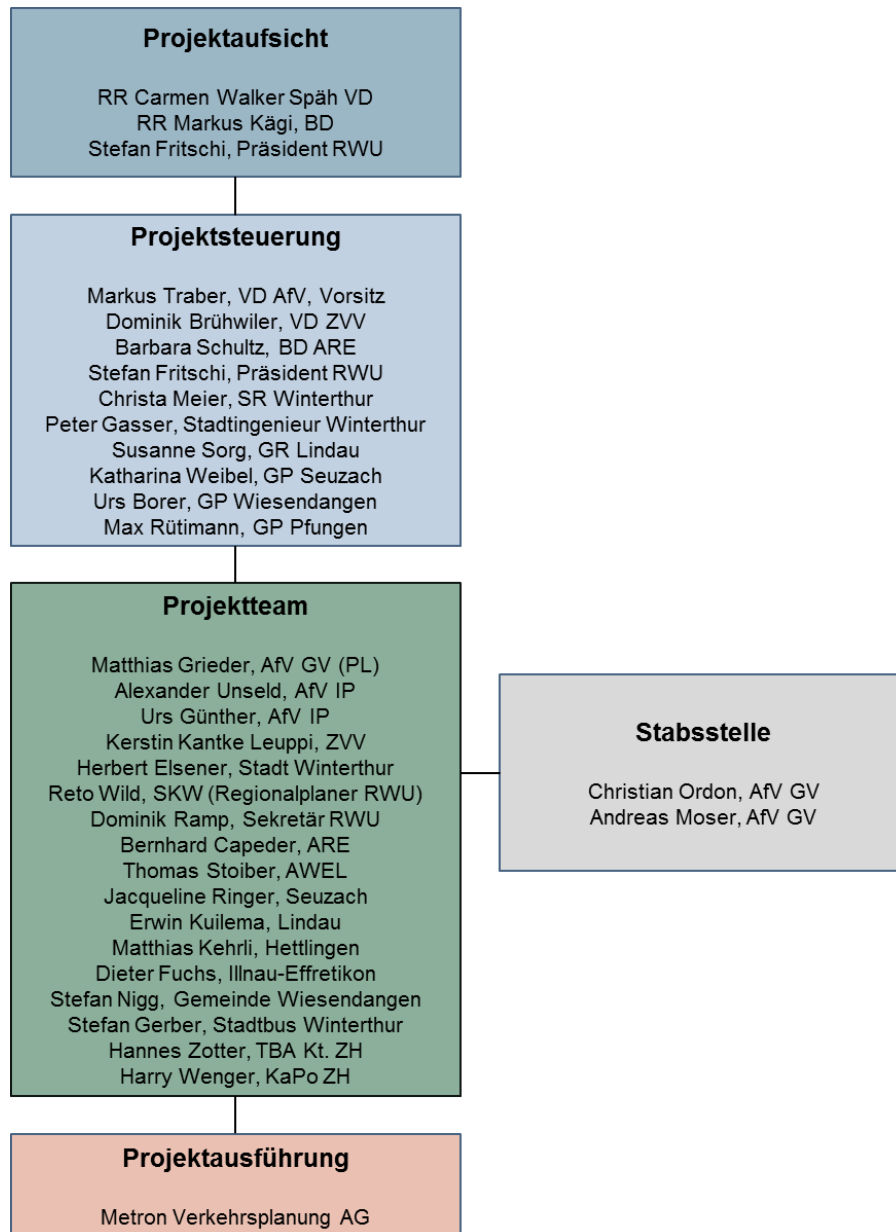 Projektaufsicht
RR Carmen Walker Späh VD
RR Markus Kägi, BD
Stefan Fritschi, Präsident RWU
Projektsteuerung
Markus Traber, VD AfV, Vorsitz
Dominik Brühwiler, VD ZVV
Barbara Schultz, BD ARE
Stefan Fritschi, Präsident RWU
Christa Meier, SR Winterthur
Peter Gasser, Stadtingenieur Winterthur
Susanne Sorg, GR Lindau
Katharina Weibel, GP Seuzach
Urs Borer, GP Wiesendangen
Max Rütimann, GP Pfungen
Projektteam
Matthias Grieder, AfV GV (PL)
Alexander Unseld, AfV IP
Urs Günther, AfV IP
Kerstin Kantke Leuppi, ZVV
Herbert Elsener, Stadt Winterthur
Reto Wild, SKW (Regionalplaner RWU)
Dominik Ramp, Sekretär RWU
Bernhard Capeder, ARE
Thomas Stoiber, AWEL
Jacqueline Ringer, Seuzach
Erwin Kuilema, Lindau
Matthias Kehrli, Hettlingen
Dieter Fuchs, Illnau-Effretikon
Stefan Nigg, Gemeinde Wiesendangen
Stefan Gerber, Stadtbus Winterthur
Hannes Zotter, TBA Kt. ZH
Harry Wenger, KaPo ZH
Stabsstelle
Christian Ordon, AfV GV
Andreas Moser, AfV GV
Projektausführung
Metron Verkehrsplanung AG